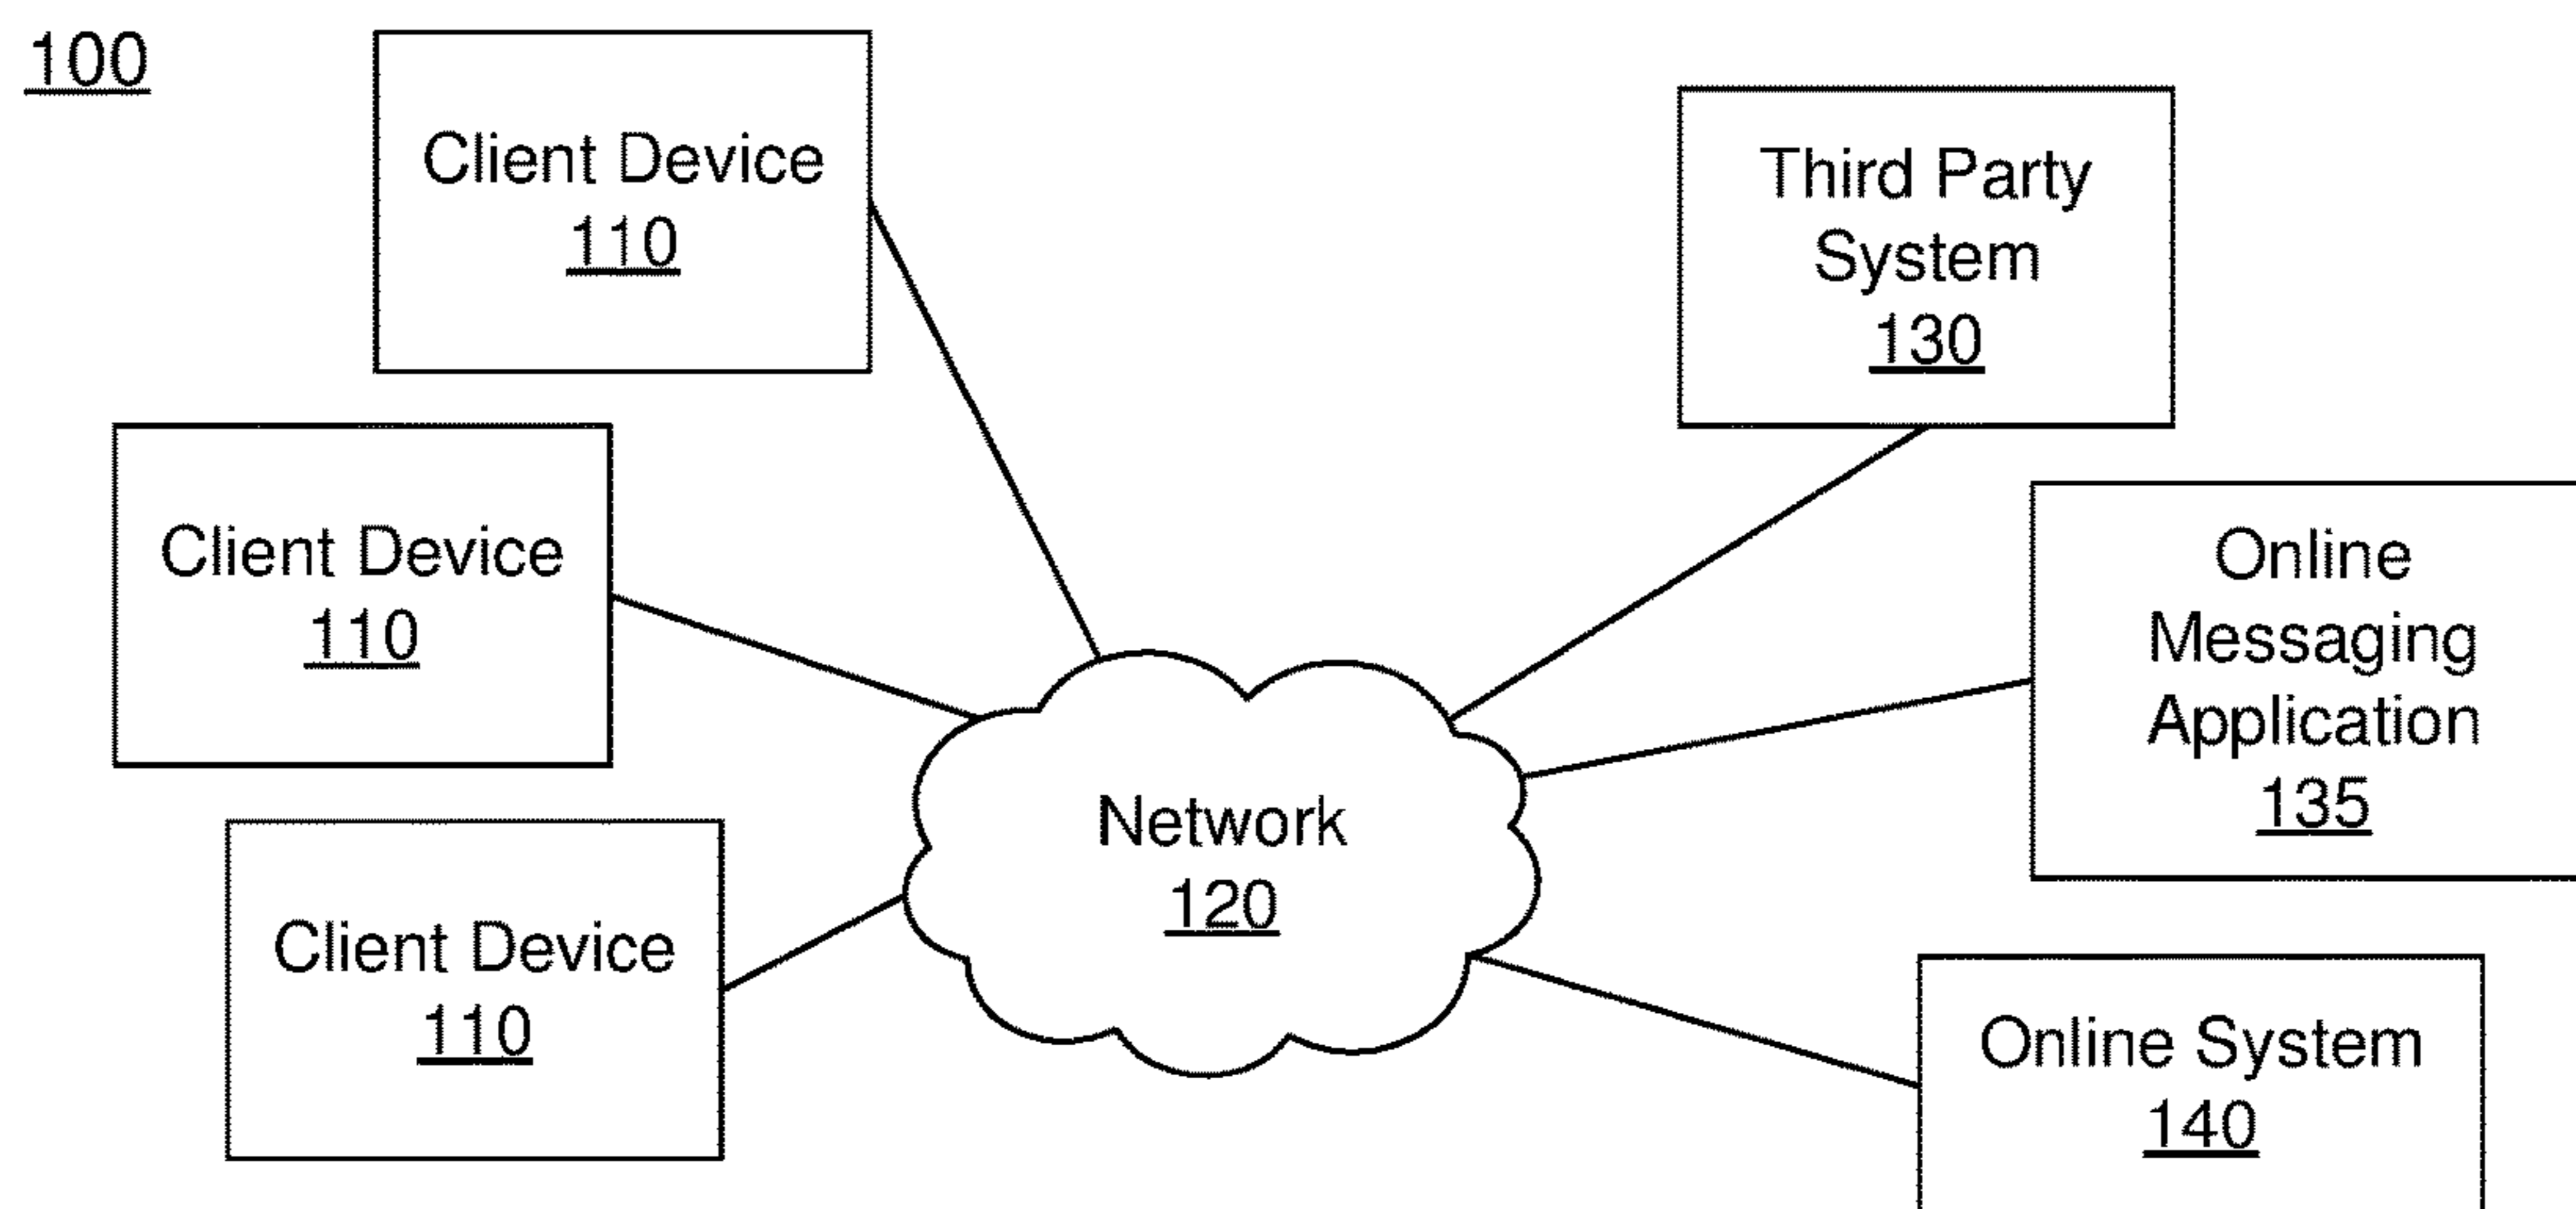 100
Client Device
110
Third Party
System
130
Client Device
110
Online
Messaging
Application
135
Client Device
110
Network
120
Online System
140